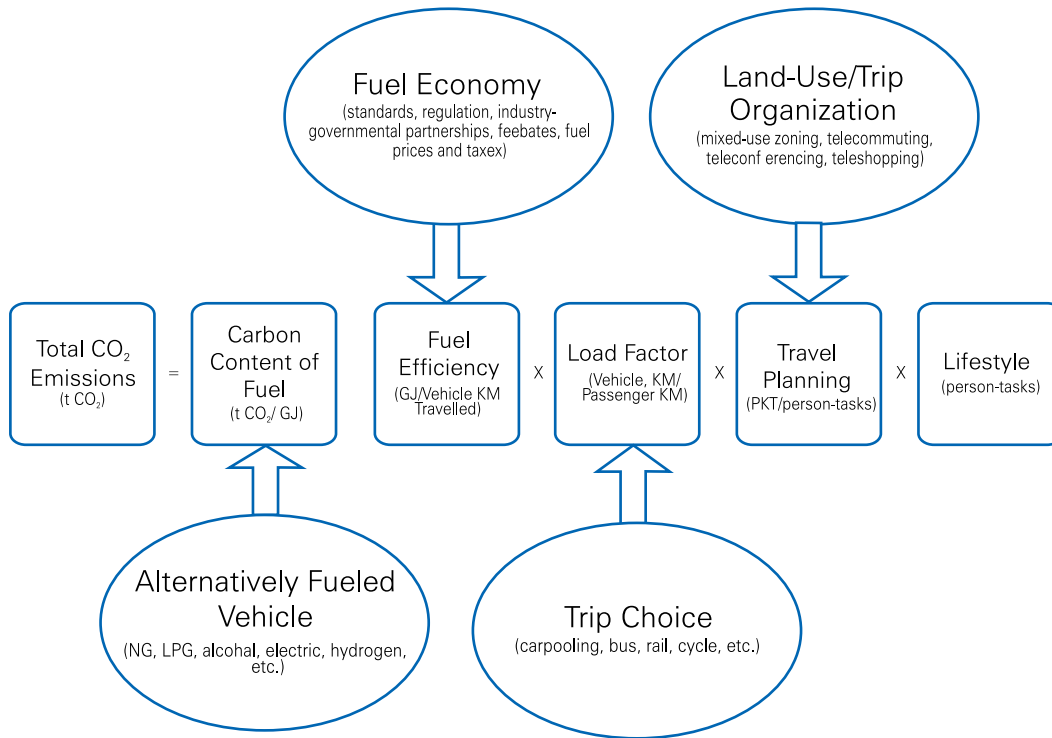 Fuel Economy
(standards, regulation, industry-
governmental partnerships, feebates, fuel
prices and taxex)
Land-Use/Trip
Organization
(mixed-use zoning, telecommuting,
teleconf erencing, teleshopping)
Total CO₂
Emissions
(t CO₂)
=
Carbon
Content of
Fuel
(t CO₂/ GJ)
Fuel
Efficiency
(GJ/Vehicle KM
Travelled)
X
Load Factor
(Vehicle, KM/
Passenger KM)
X
Travel
Planning
(PKT/person-tasks)
X
Lifestyle
(person-tasks)
Alternatively Fueled
Vehicle
(NG, LPG, alcohal, electric, hydrogen,
etc.)
Trip Choice
(carpooling, bus, rail, cycle, etc.)